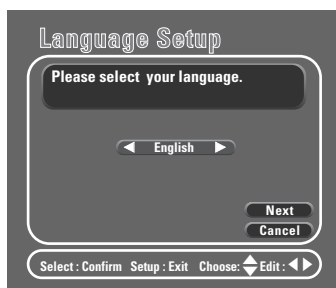 Language Setup
Please select your language.
English
Next
Cancel
Select : Confirm Setup : Exit Choose: Edit :